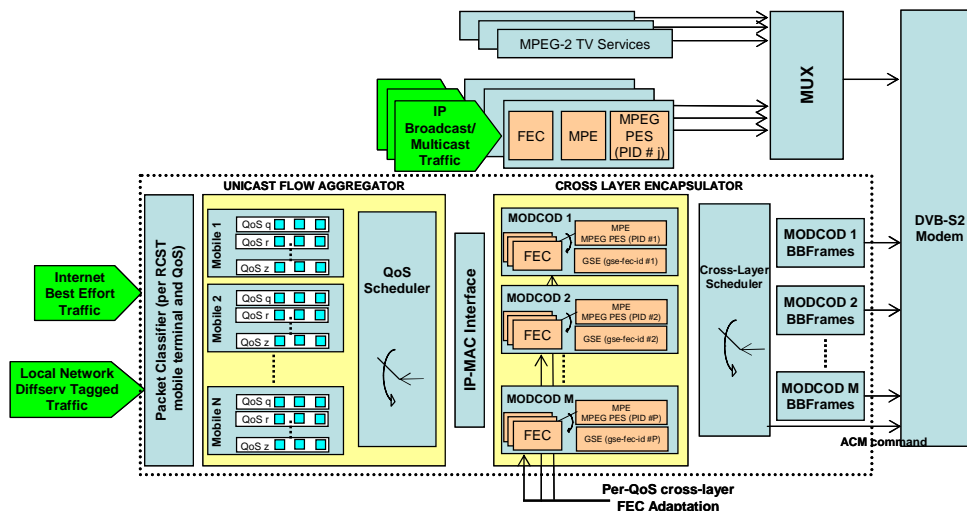 MPEG-2 TV Services
MUX
IP
Broadcast/
Multicast
Traffic
FEC
MPE
MPEG
PES
(PID # j)
DVB-S2
Modem
UNICAST FLOW AGGREGATOR
CROSS LAYER ENCAPSULATOR
Internet
Best Effort
Traffic
Local Network
Diffserv Tagged
Traffic
Packet Classifier (per RCST
mobile terminal and QoS)
Mobile 1
QoS q
QoS r
QoS z
Mobile 2
QoS q
QoS r
QoS z
Mobile N
QoS q
QoS r
QoS z
QoS
Scheduler
IP-MAC Interface
MODCOD 1
FEC
MPE
MPEG PES (PID #1)
GSE (gse-fec-id #1)
MODCOD 2
FEC
MPE
MPEG PES (PID #2)
GSE (gse-fec-id #2)
MODCOD M
FEC
MPE
MPEG PES (PID #P)
GSE (gse-fec-id #P)
Cross-Layer
Scheduler
MODCOD 1
BBFrames
MODCOD 2
BBFrames
MODCOD M
BBFrames
ACM command
Per-QoS cross-layer
FEC Adaptation